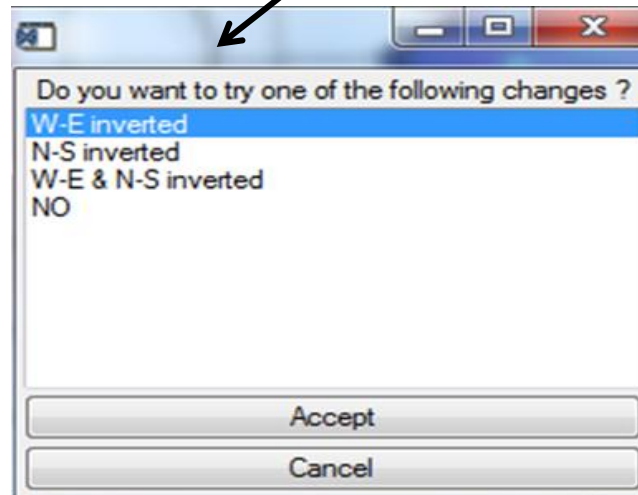 Do you want to try one of the following changes ?
W-E inverted
N-S inverted
W-E & N-S inverted
NO
Accept
Cancel